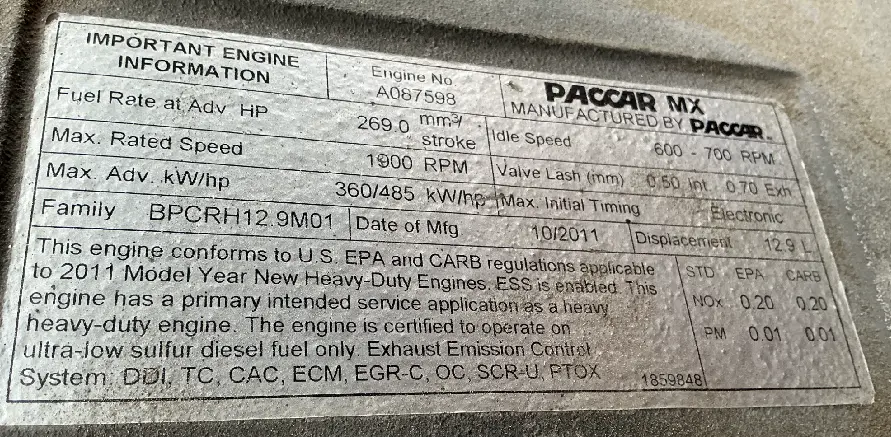 IMPORTANT ENGINE
INFORMATION
Engine No
A087598
PACCAR MX
MANUFACTURED BY PACCAR
Fuel Rate at Adv HP 269.0 mm3/
stroke
Idle Speed 600 - 700 RPM
Max. Rated Speed 1900 RPM
Valve Lash (mm) 0.50 Int 0.70 Exh
Max. Adv. kW/hp 360/485 kW/hp
Max. Initial Timing Electronic
Family BPCRH12.9M01
Date of Mfg 10/2011
Displacement 12.9 L
This engine conforms to U.S. EPA and CARB regulations applicable
to 2011 Model Year New Heavy-Duty Engines. ESS is enabled. This
engine has a primary intended service application as a heavy
heavy-duty engine. The engine is certified to operate on
ultra-low sulfur diesel fuel only. Exhaust Emission Control
System: DDI, TC, CAC, ECM, EGR-C, OC, SCR-U, PTOX
STD EPA CARB
NOx 0.20 0.20
PM 0.01 0.01
1859848